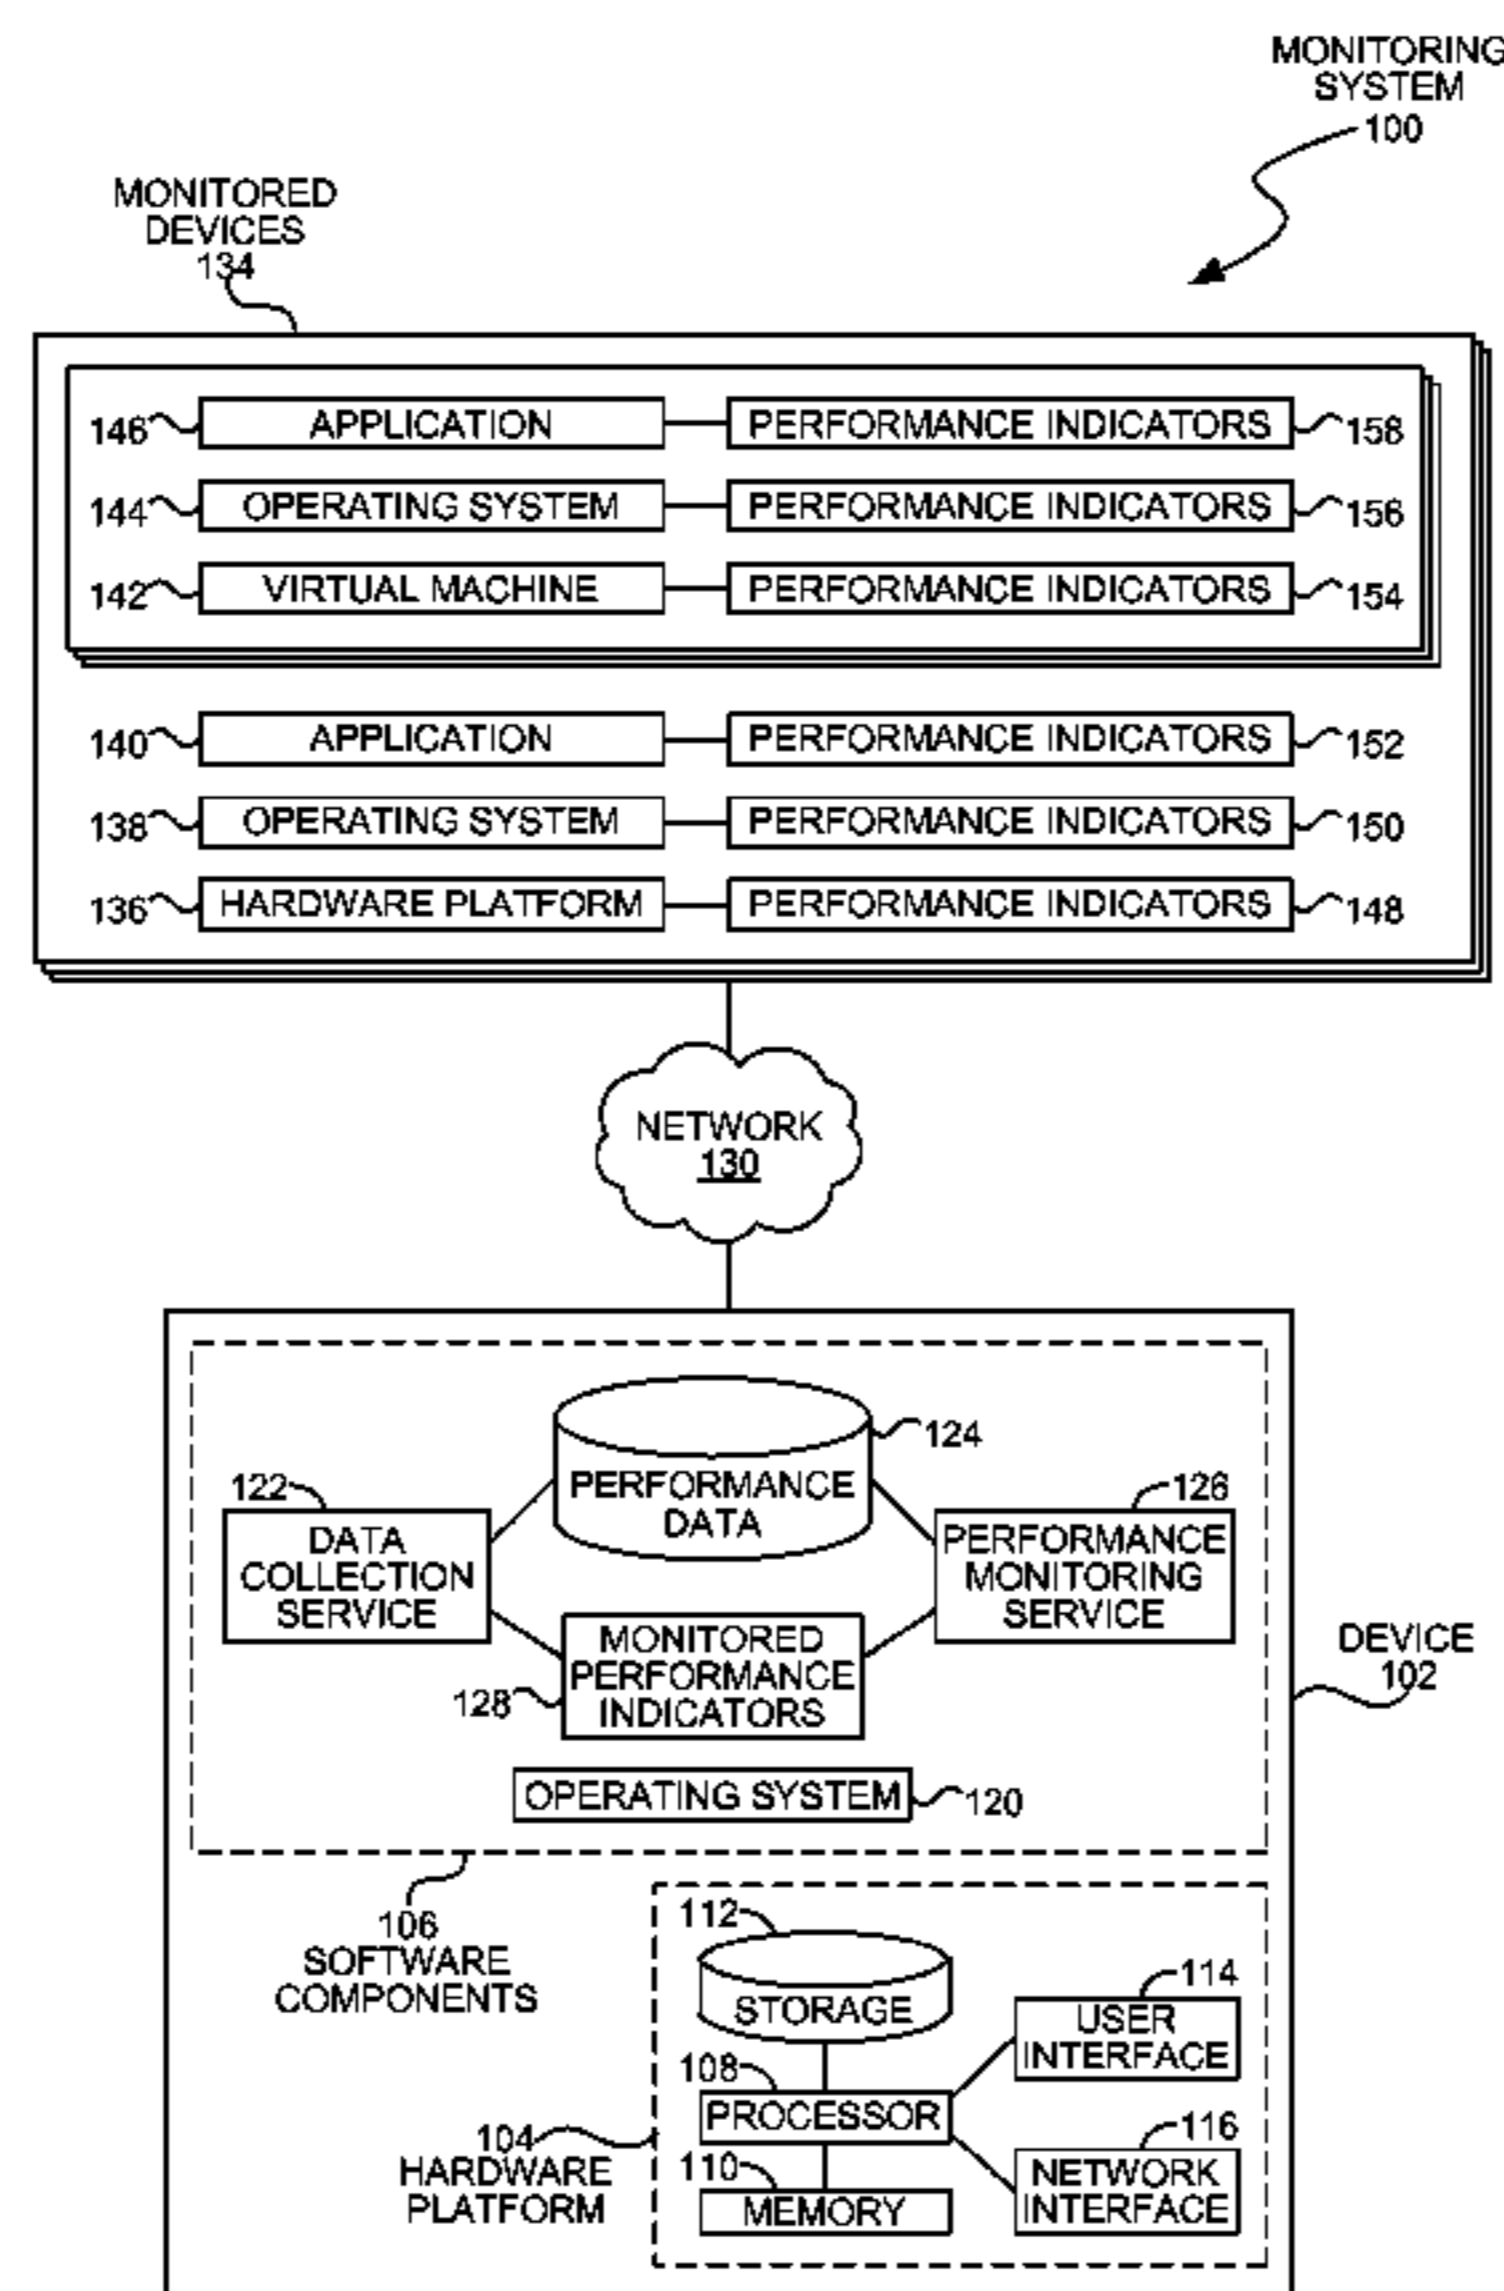 MONITORING
SYSTEM
100
MONITORED
DEVICES
134
146 APPLICATION PERFORMANCE INDICATORS 158
144 OPERATING SYSTEM PERFORMANCE INDICATORS 156
142 VIRTUAL MACHINE PERFORMANCE INDICATORS 154
140 APPLICATION PERFORMANCE INDICATORS 152
138 OPERATING SYSTEM PERFORMANCE INDICATORS 150
136 HARDWARE PLATFORM PERFORMANCE INDICATORS 148
NETWORK
130
124
PERFORMANCE
DATA
122
DATA
COLLECTION
SERVICE
126
PERFORMANCE
MONITORING
SERVICE
MONITORED
PERFORMANCE
INDICATORS
128
DEVICE
102
OPERATING SYSTEM 120
106
SOFTWARE
COMPONENTS
112
STORAGE
114
USER
INTERFACE
108
PROCESSOR
104
HARDWARE
PLATFORM
110
MEMORY
116
NETWORK
INTERFACE